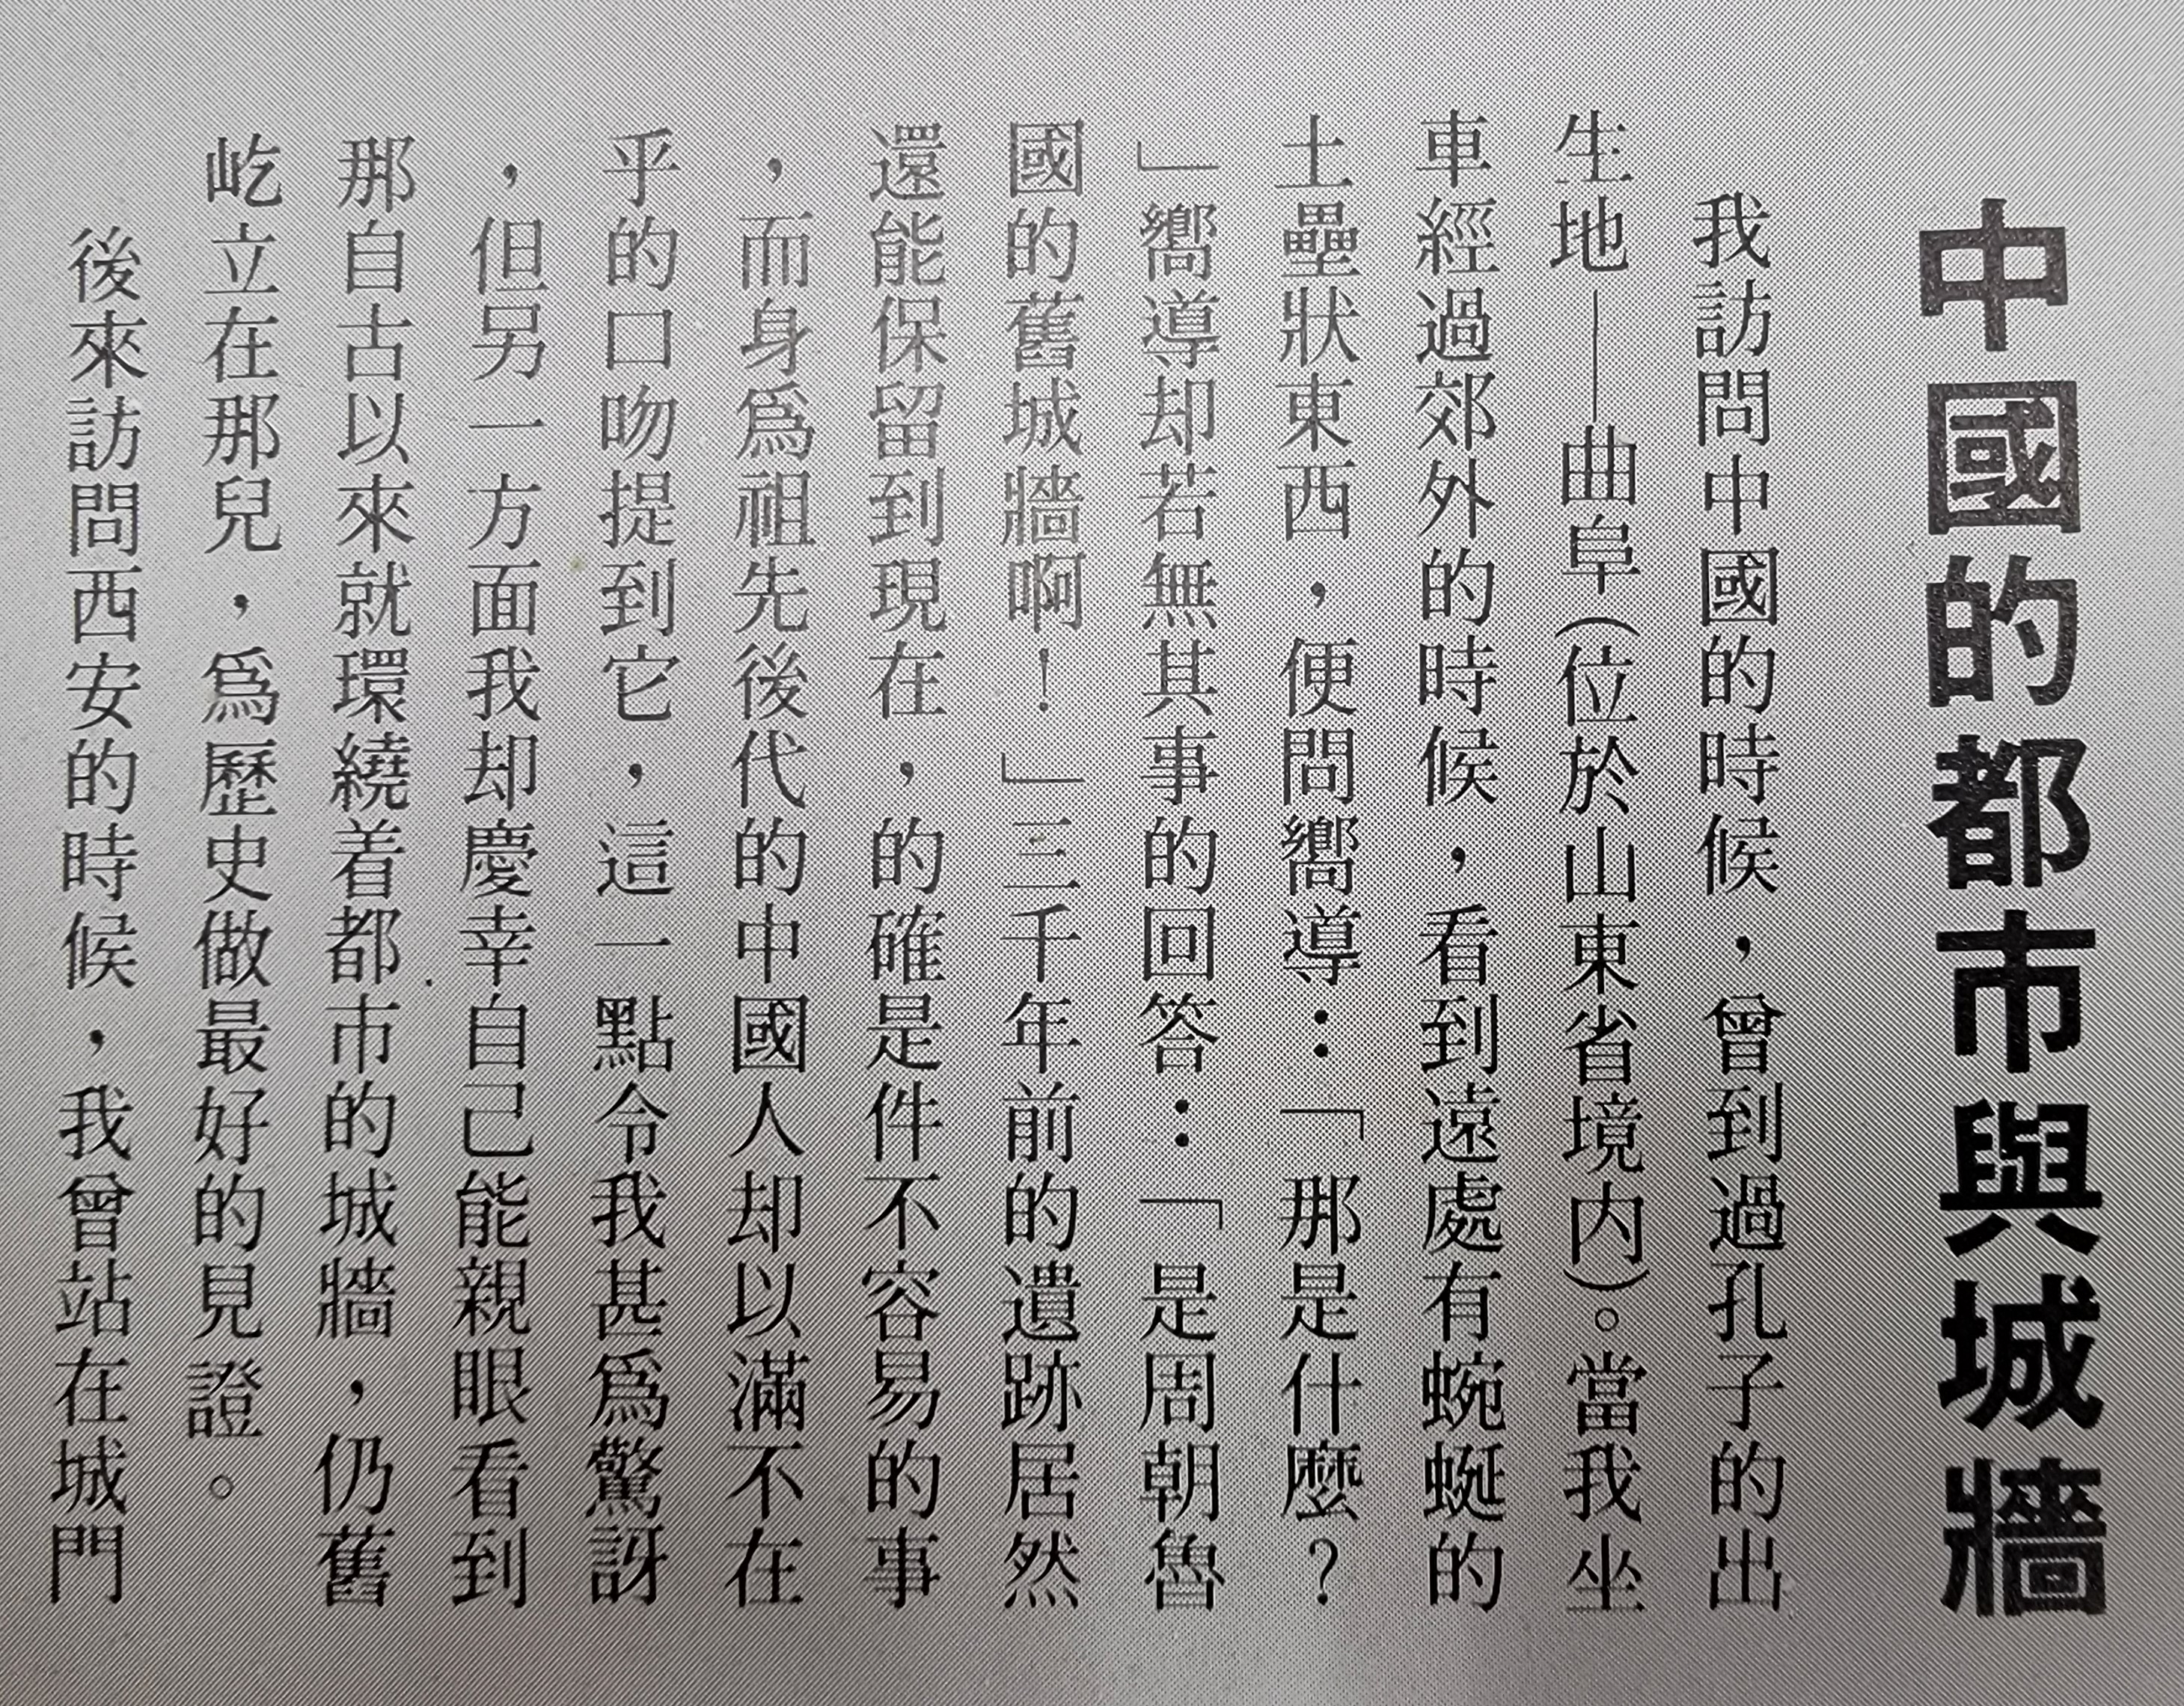 中國的都市與城牆
我訪問中國的時候，曾到過孔子的出
生地——曲阜(位於山東省境内)。當我坐
車經過郊外的時候，看到遠處有蜿蜒的
土壘狀東西，便問嚮導：「那是什麼？
」嚮導却若無其事的回答：「是周朝魯
國的舊城牆啊！」三千年前的遺跡居然
還能保留到現在，的確是件不容易的事
，而身爲祖先後代的中國人却以滿不在
乎的口吻提到它，這一點令我甚爲驚訝
，但另一方面我却慶幸自己能親眼看到
那自古以來就環繞着都市的城牆，仍舊
屹立在那兒，爲歷史做最好的見證。
後來訪問西安的時候，我曾站在城門